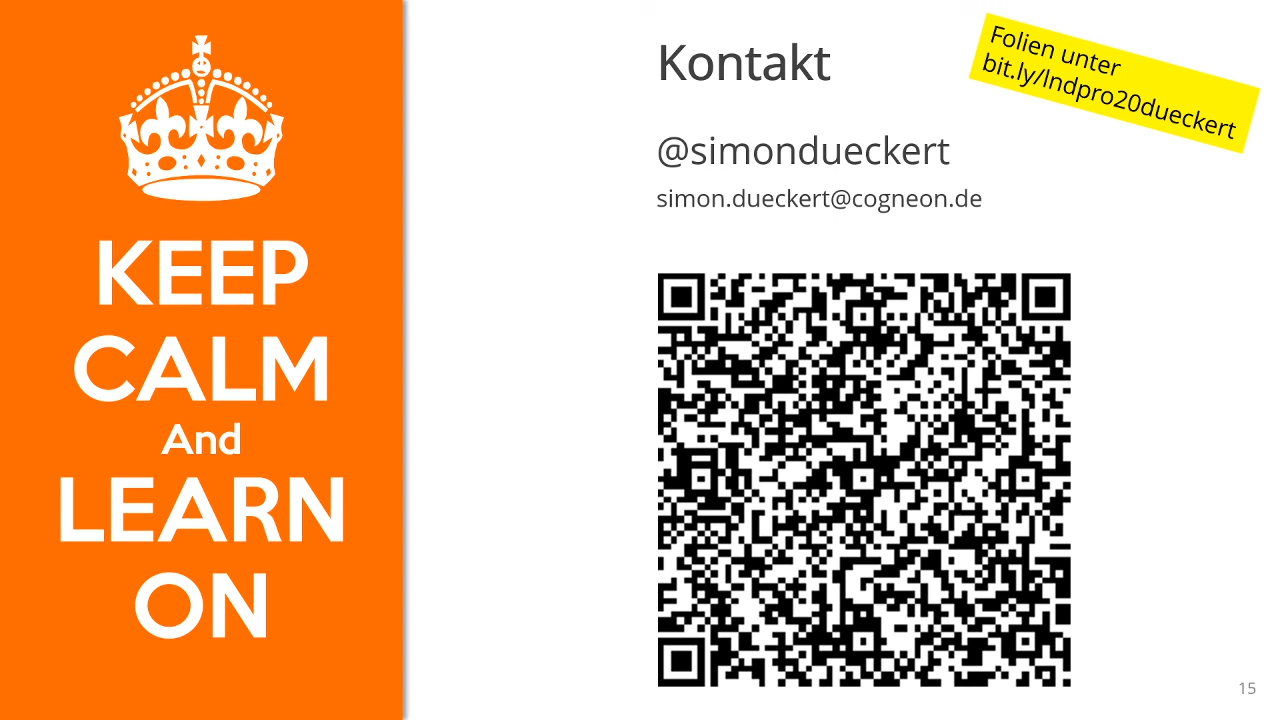 KEEP
CALM
And
LEARN
ON
Kontakt
Folien unter
bit.ly/lndpro20dueckert
@simondueckert
simon.dueckert@cogneon.de
15